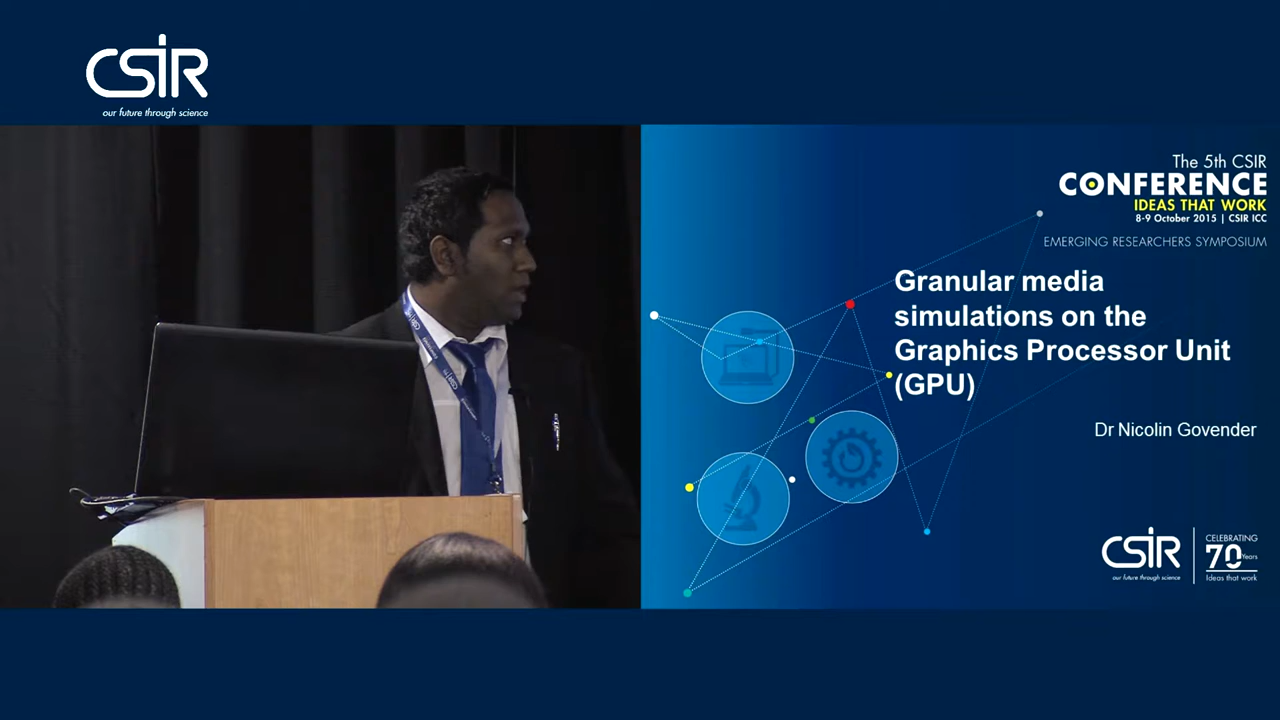 CSIR
our future through science
The 5th CSIR
CONFERENCE
IDEAS THAT WORK
8-9 October 2015 | CSIR ICC
EMERGING RESEARCHERS SYMPOSIUM
Granular media
simulations on the
Graphics Processor Unit
(GPU)
Dr Nicolin Govender
CSIR
our future through science
CELEBRATING
70 Years
Ideas that work